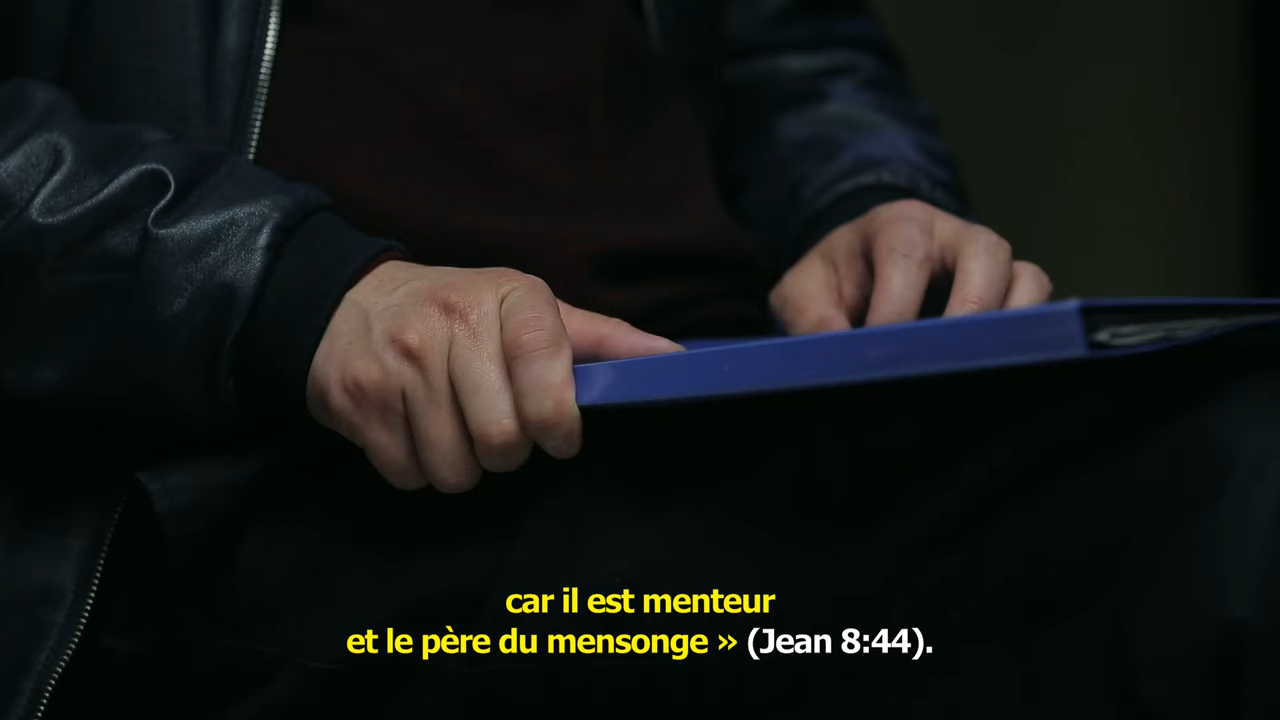 car il est menteur
et le père du mensonge » (Jean 8:44).